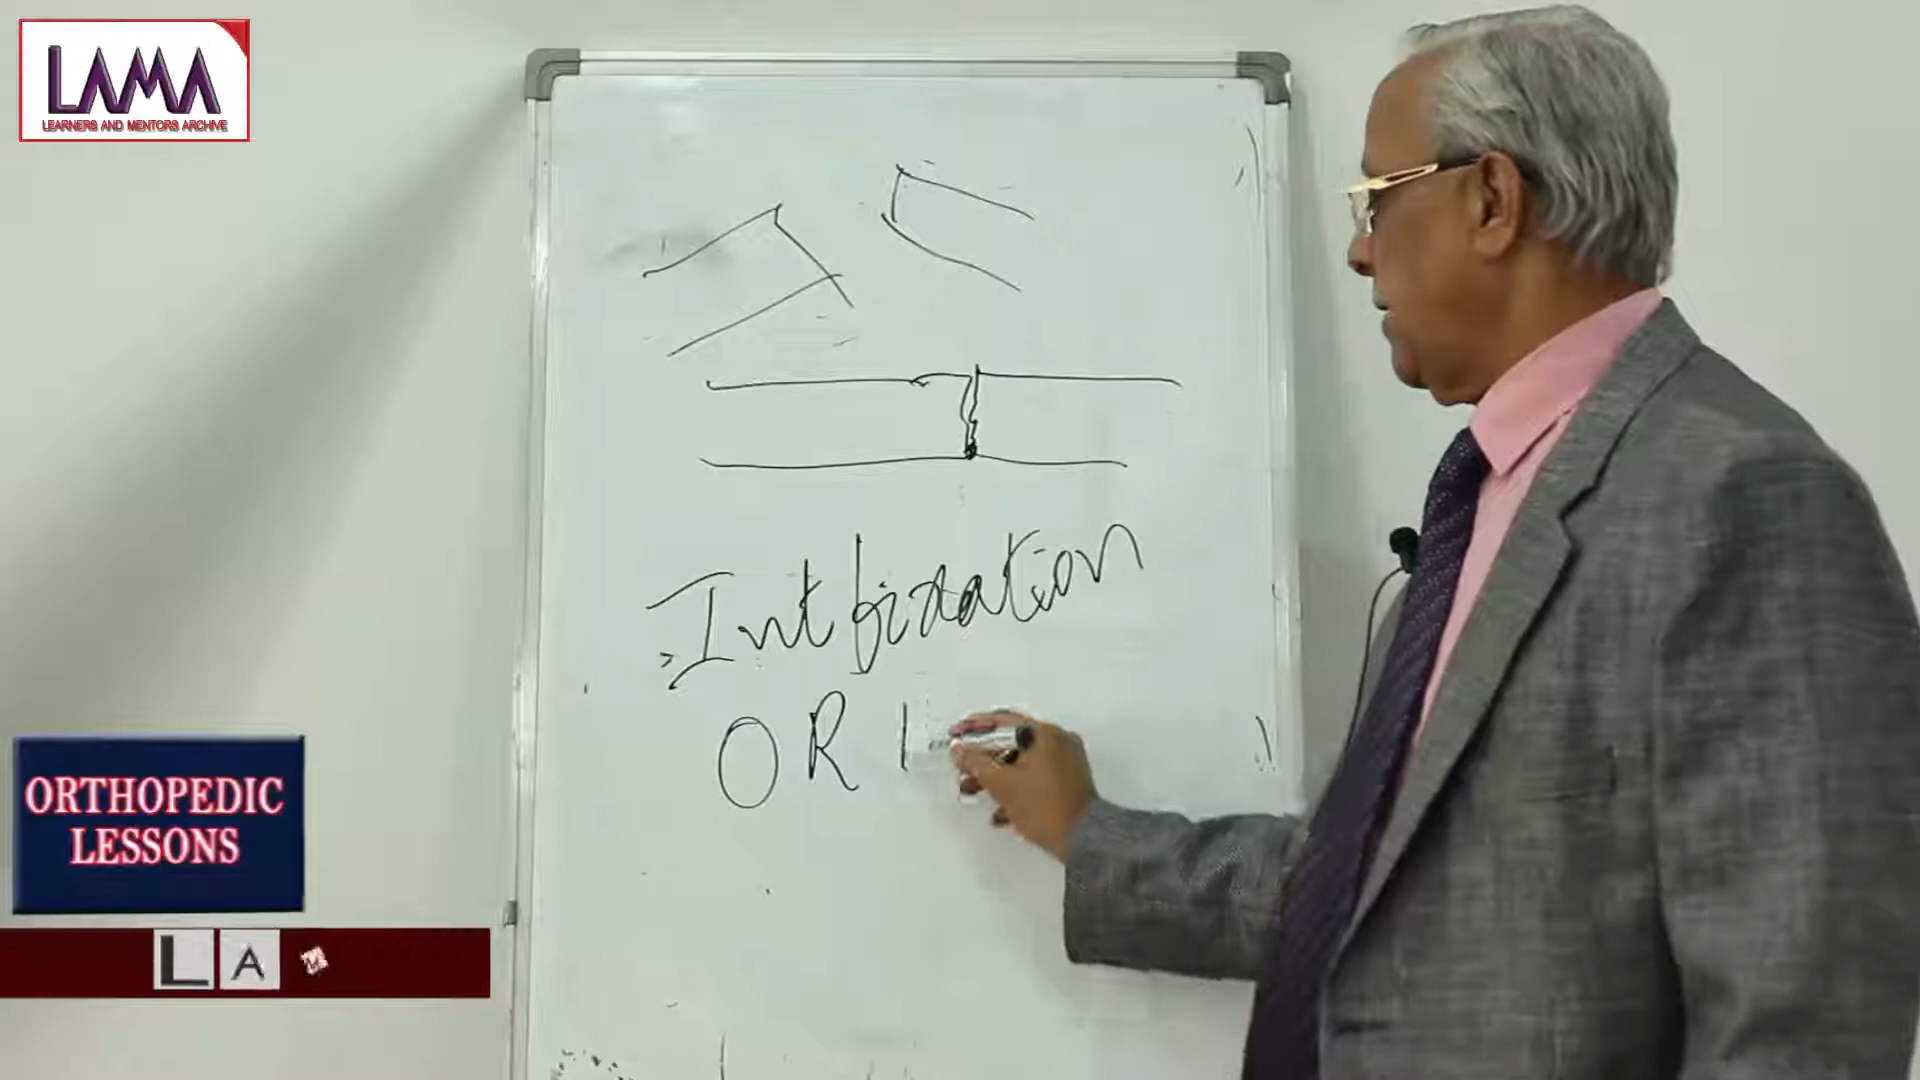 LAMA
LEARNERS AND MENTORS ARCHIVE
Int fixation
OR I
ORTHOPEDIC
LESSONS
L A M